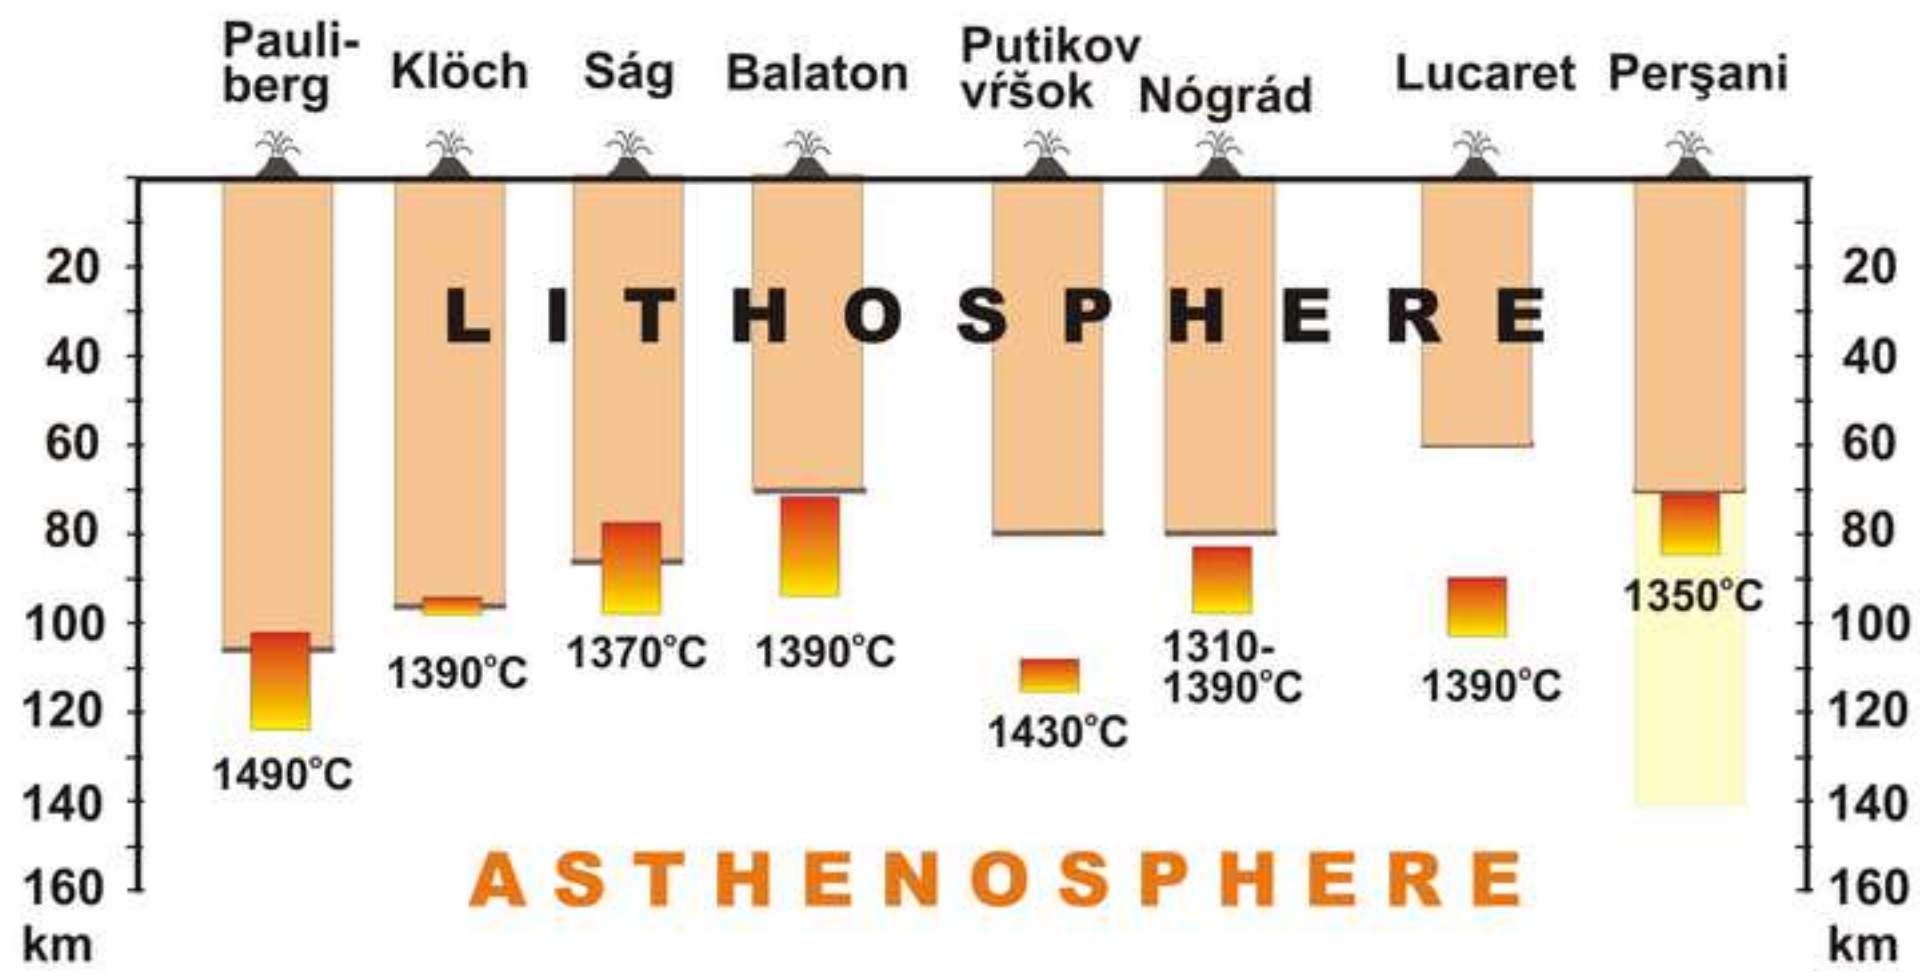 Pauli-
berg
Klöch
Ság
Balaton
Putikov
vŕšok
Nógrád
Lucaret
Perşani
20
40
60
80
100
120
140
160
km
LITHOSPHERE
1490°C
1390°C
1370°C
1390°C
1430°C
1310-
1390°C
1390°C
1350°C
ASTHENOSPHERE
20
40
60
80
100
120
140
160
km